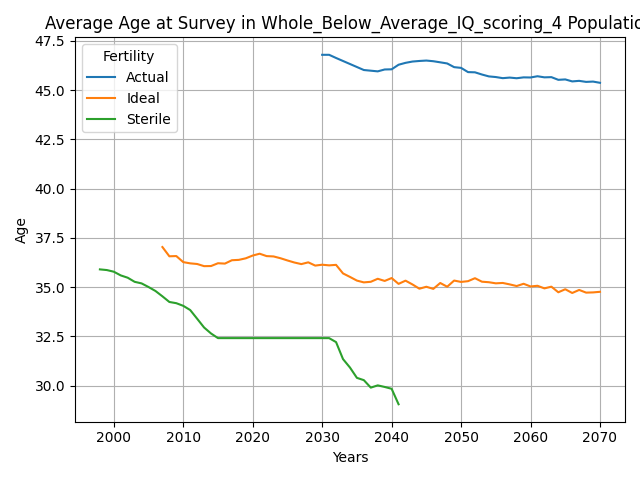 Average Age at Survey in Whole_Below_Average_IQ_scoring_4 Populatio
47.5
45.0
42.5
40.0
37.5
35.0
32.5
30.0
Age
Fertility
Actual
Ideal
Sterile
2000
2010
2020
2030
2040
2050
2060
2070
Years